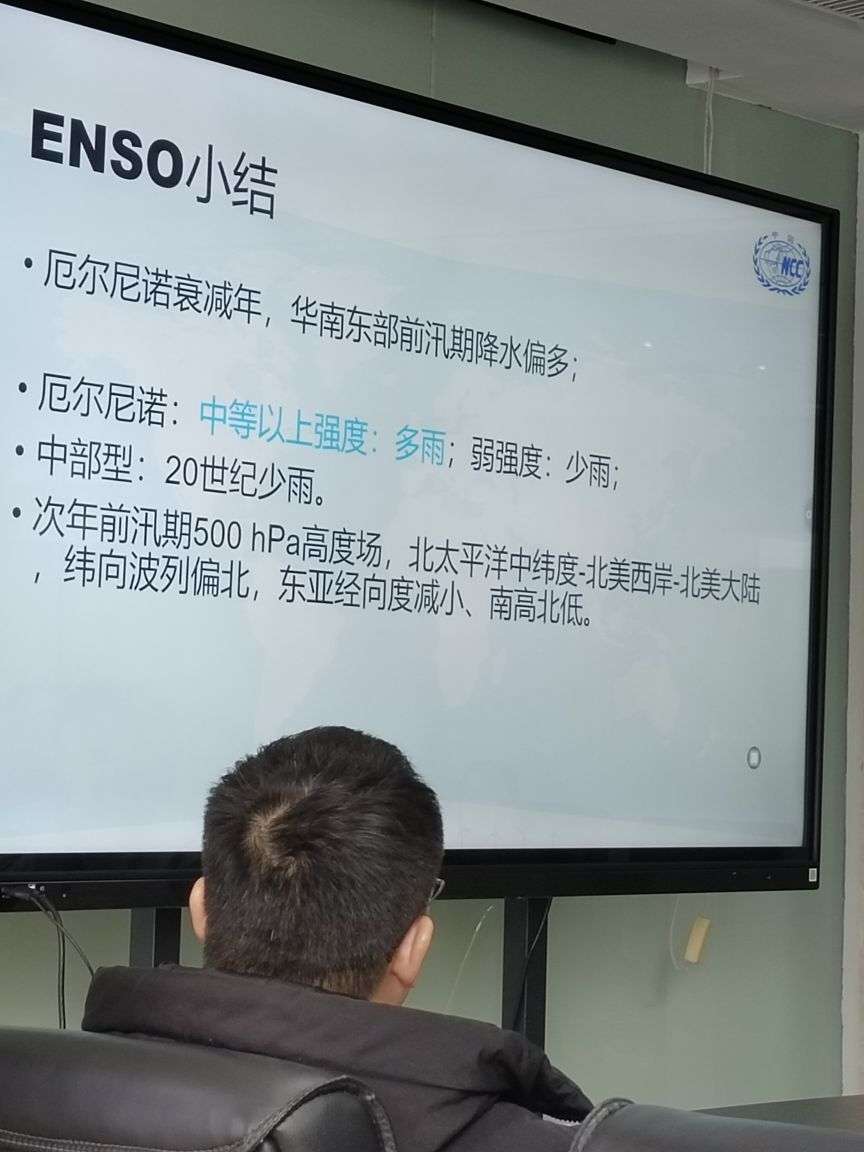 ENSO小结
中国
NCC
• 厄尔尼诺衰减年，华南东部前汛期降水偏多；
• 厄尔尼诺：中等以上强度：多雨；弱强度：少雨；
• 中部型：20世纪少雨。
• 次年前汛期500 hPa高度场，北太平洋中纬度-北美西岸-北美大陆
，纬向波列偏北，东亚经向度减小、南高北低。